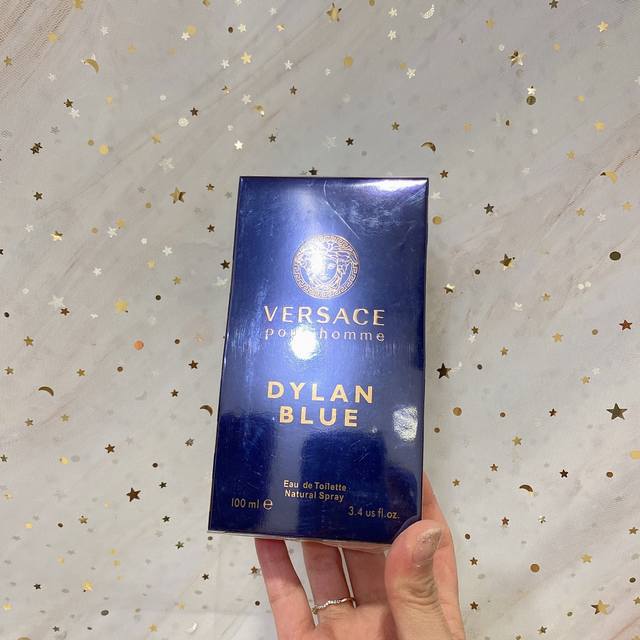 VERSACE
pour homme
DYLAN
BLUE
Eau de Toilette
Natural Spray
100 ml ℮
3.4 us fl.oz.